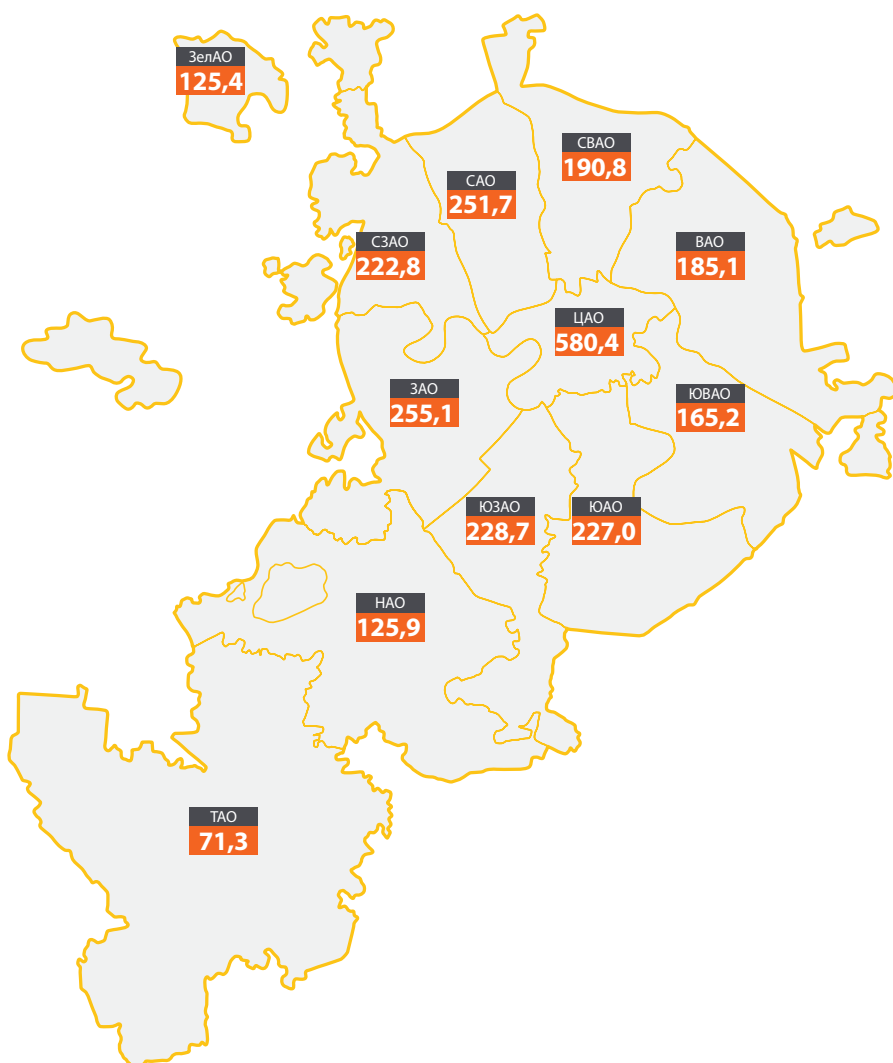 ЗелАО
125,4
СВАО
190,8
САО
251,7
СЗАО
222,8
ВАО
185,1
ЦАО
580,4
ЗАО
255,1
ЮВАО
165,2
ЮЗАО
228,7
ЮАО
227,0
НАО
125,9
ТАО
71,3